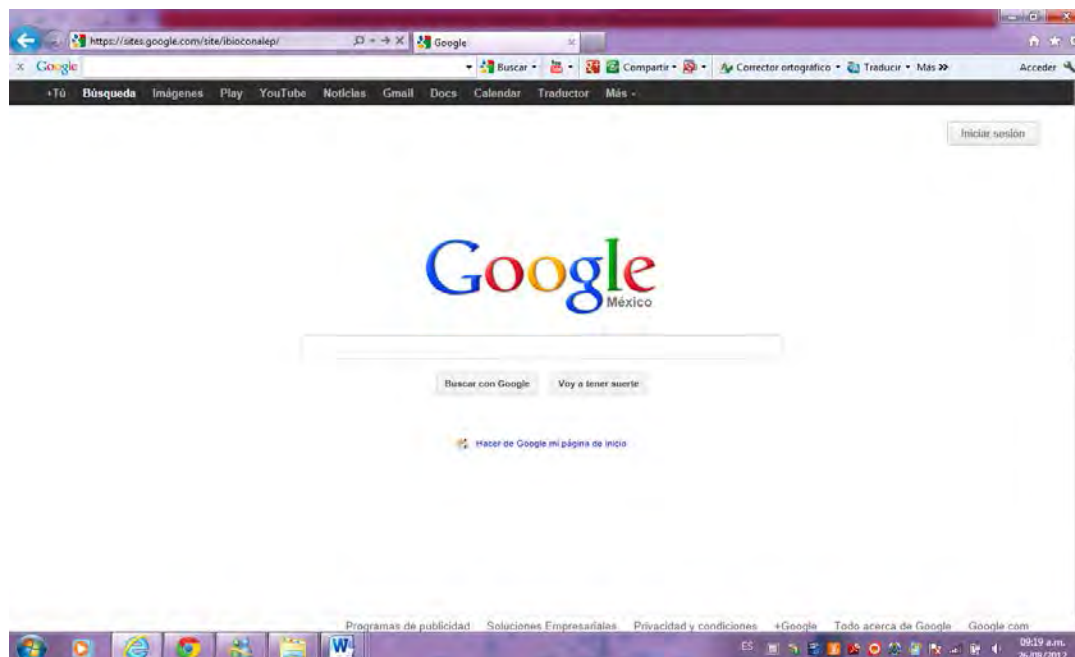 https://sites.google.com/site/ibioconalep/ Google
x Google Buscar Compartir Corrector ortográfico Traducir Más Acceder
+Tú Búsqueda Imágenes Play YouTube Noticias Gmail Docs Calendar Traductor Más
Iniciar sesión
Google
México
Buscar con Google Voy a tener suerte
Hacer de Google mi página de inicio
Programas de publicidad Soluciones Empresariales Privacidad y condiciones +Google Todo acerca de Google Google.com
ES 09:19 a.m.
26/08/2012